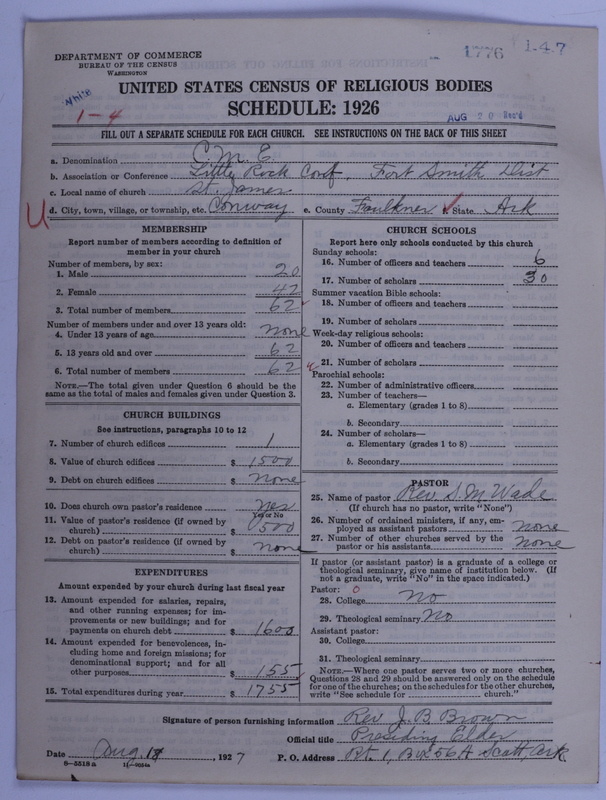 1776 1-4-7
DEPARTMENT OF COMMERCE
BUREAU OF THE CENSUS
WASHINGTON
White
1-4
UNITED STATES CENSUS OF RELIGIOUS BODIES
SCHEDULE: 1926
AUG 20 Rec'd
FILL OUT A SEPARATE SCHEDULE FOR EACH CHURCH. SEE INSTRUCTIONS ON THE BACK OF THIS SHEET
a. Denomination C. M. E.
b. Association or Conference Little Rock Conf. Fort Smith Dist
c. Local name of church St. James
U d. City, town, village, or township, etc. Conway e. County Faulkner f. State Ark
MEMBERSHIP
Report number of members according to definition of member in your church
Number of members, by sex:
1. Male 20
2. Female 42
3. Total number of members 62
Number of members under and over 13 years old:
4. Under 13 years of age none
5. 13 years old and over 62
6. Total number of members 62
NOTE.—The total given under Question 6 should be the
same as the total of males and females given under Question 3.
CHURCH BUILDINGS
See instructions, paragraphs 10 to 12
7. Number of church edifices 1
8. Value of church edifices $ 1500
9. Debt on church edifices $ None
10. Does church own pastor's residence yes
Yes or No
11. Value of pastor's residence (if owned by
church) $ 500
12. Debt on pastor's residence (if owned by
church) $ none
EXPENDITURES
Amount expended by your church during last fiscal year
13. Amount expended for salaries, repairs,
and other running expenses; for im-
provements or new buildings; and for
payments on church debt $ 1600
14. Amount expended for benevolences, in-
cluding home and foreign missions; for
denominational support; and for all
other purposes $ 155
15. Total expenditures during year $ 1755
CHURCH SCHOOLS
Report here only schools conducted by this church
Sunday schools:
16. Number of officers and teachers 6
17. Number of scholars 30
Summer vacation Bible schools:
18. Number of officers and teachers
19. Number of scholars
Week-day religious schools:
20. Number of officers and teachers
21. Number of scholars
Parochial schools:
22. Number of administrative officers
23. Number of teachers—
a. Elementary (grades 1 to 8)
b. Secondary
24. Number of scholars—
a. Elementary (grades 1 to 8)
b. Secondary
PASTOR
25. Name of pastor Rev. S. M. Wade
(If church has no pastor, write "None")
26. Number of ordained ministers, if any, em-
ployed as assistant pastors none
27. Number of other churches served by the
pastor or his assistants None
If pastor (or assistant pastor) is a graduate of a college or
theological seminary, give name of institution below. (If
not a graduate, write "No" in the space indicated.)
Pastor: 0
28. College No
29. Theological seminary No
Assistant pastor:
30. College
31. Theological seminary
NOTE.—Where one pastor serves two or more churches,
Questions 28 and 29 should be answered only on the schedule
for one of the churches; on the schedules for the other churches,
write "See schedule for church."
Signature of person furnishing information Rev. J. B. Brown
Official title Presiding Elder
Date Aug. 18, 1927 P. O. Address Rt. 1, Bx 56A Scott, Ark
8—5518a 11—9054a